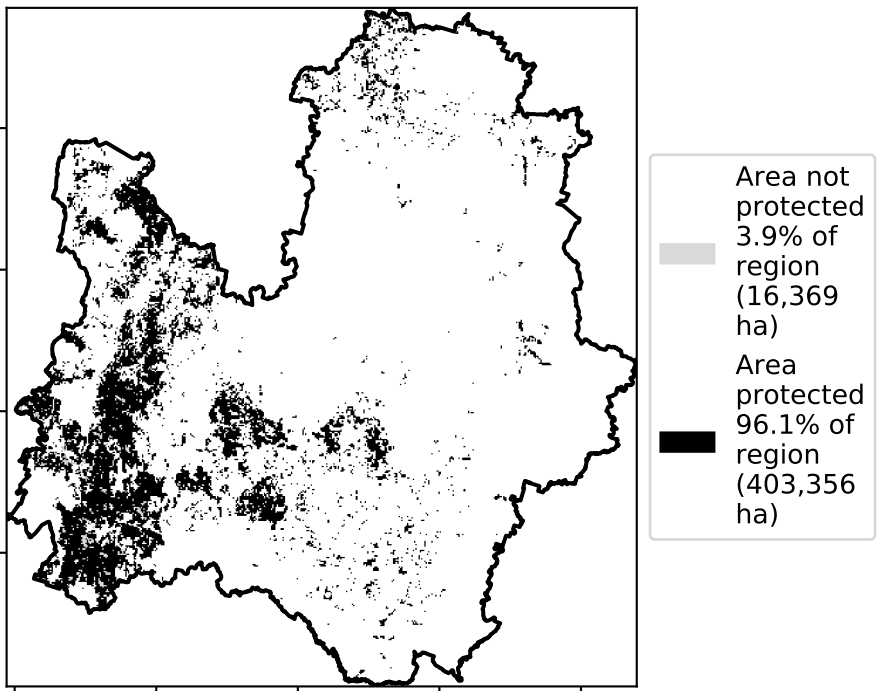 Area not
protected
3.9% of
region
(16,369
ha)
Area
protected
96.1% of
region
(403,356
ha)